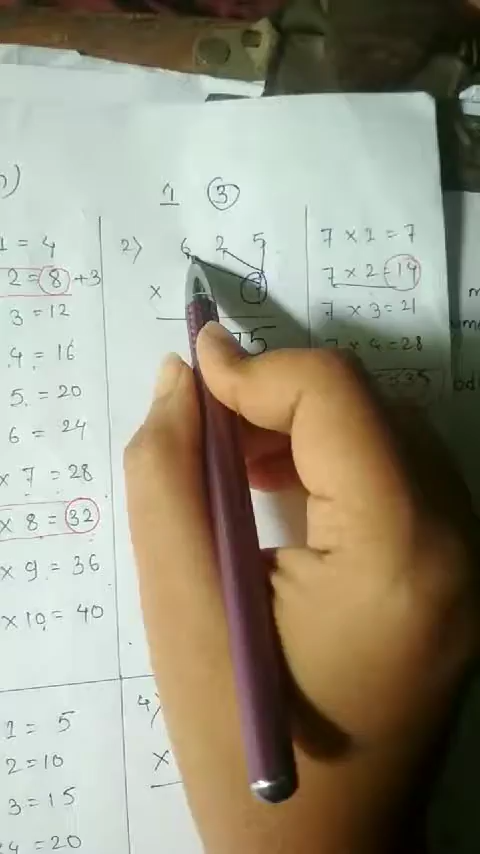 1 3
1 = 4
2 = 8 +3
3 = 12
4 = 16
5 = 20
6 = 24
x 7 = 28
x 8 = 32
x 9 = 36
x 10 = 40
2) 6 2 5
x 7
75
7 x 1 = 7
7 x 2 = 14
7 x 3 = 21
7 x 4 = 28
= 35
1 = 5
2 = 10
3 = 15
x4 = 20
4)
x